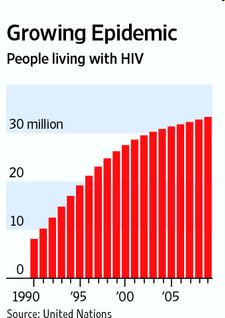 Growing Epidemic
People living with HIV
30 million
20
10
0
1990 ’95 ’00 ’05
Source: United Nations